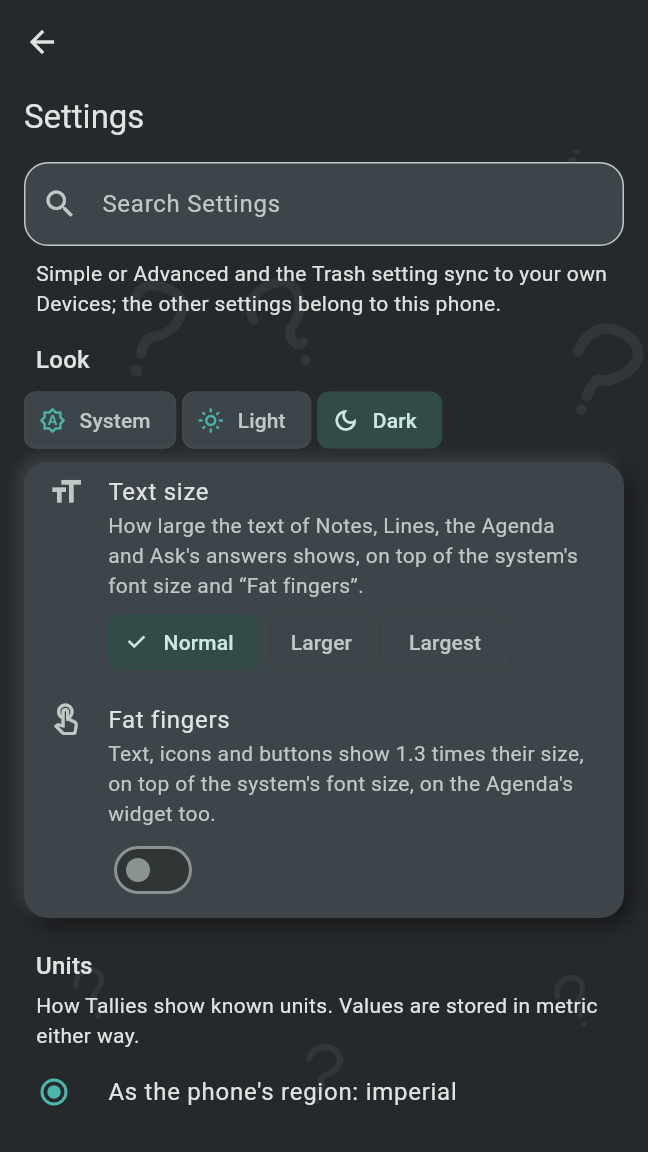 Settings
Search Settings
Simple or Advanced and the Trash setting sync to your own
Devices; the other settings belong to this phone.
Look
System
Light
Dark
Text size
How large the text of Notes, Lines, the Agenda
and Ask's answers shows, on top of the system's
font size and “Fat fingers”.
Normal
Larger
Largest
Fat fingers
Text, icons and buttons show 1.3 times their size,
on top of the system's font size, on the Agenda's
widget too.
Units
How Tallies show known units. Values are stored in metric
either way.
As the phone's region: imperial